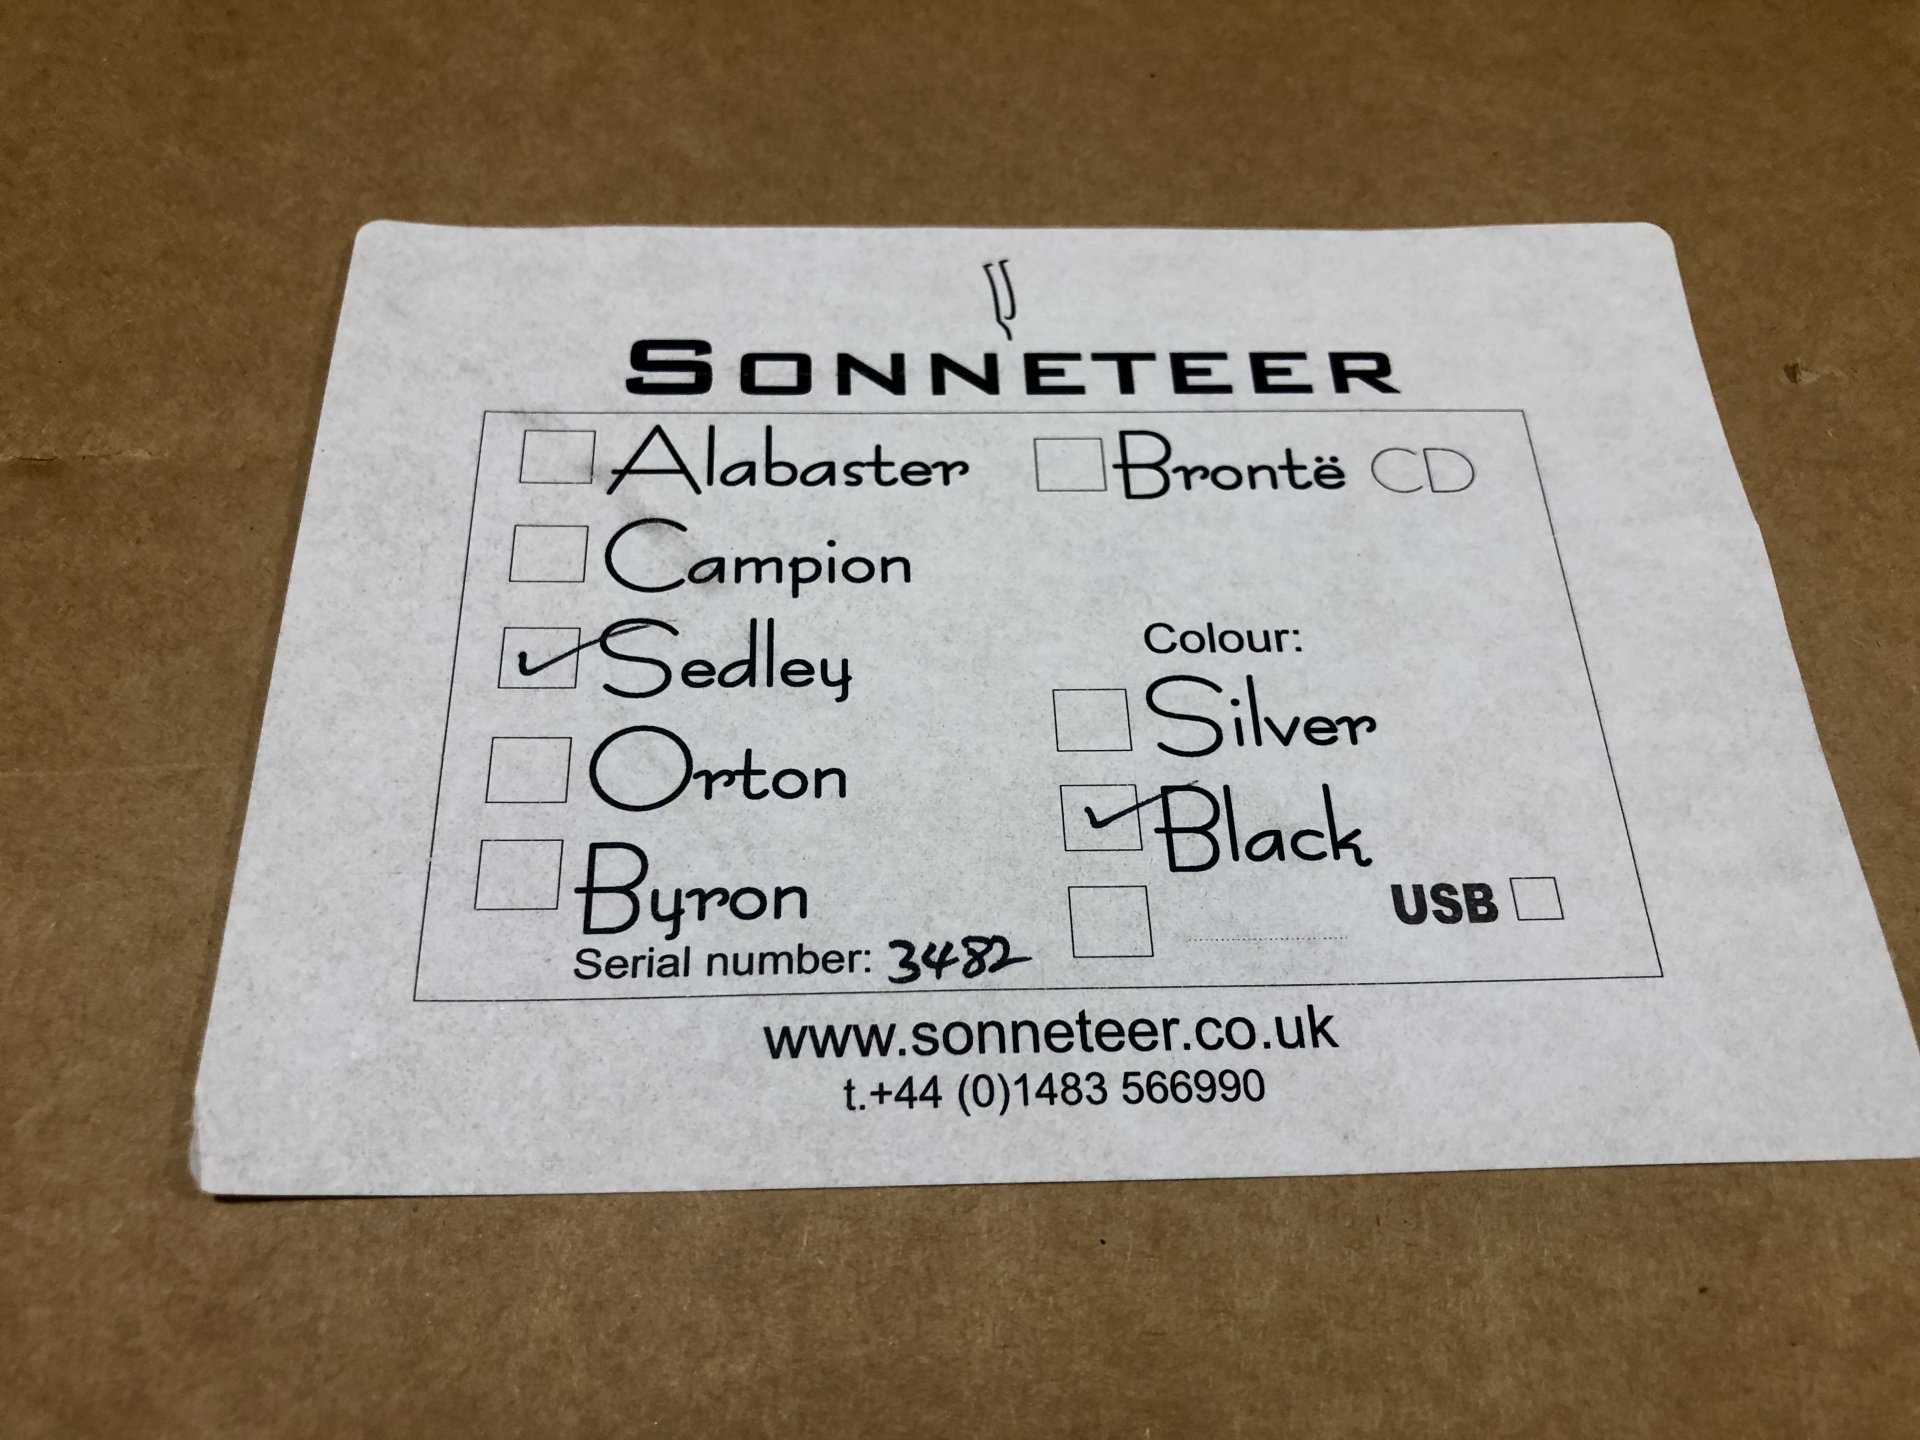 SONNETEER
Alabaster
Brontë CD
Campion
Sedley
Orton
Byron
Serial number: 3482
Colour:
Silver
Black
USB
www.sonneteer.co.uk
t.+44 (0)1483 566990